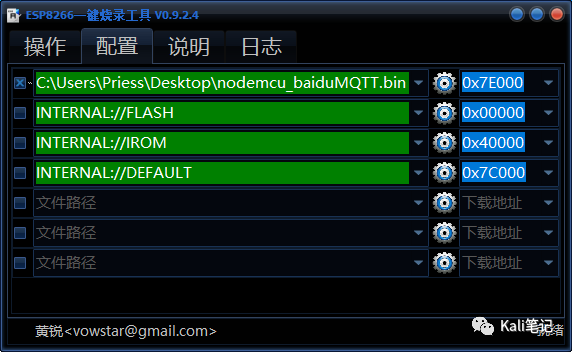 ESP8266一键烧录工具 V0.9.2.4
操作 配置 说明 日志
C:\Users\Priess\Desktop\nodemcu_baiduMQTT.bin 0x7E000
INTERNAL://FLASH 0x00000
INTERNAL://IROM 0x40000
INTERNAL://DEFAULT 0x7C000
文件路径 下载地址
文件路径 下载地址
文件路径 下载地址
黄锐<vowstar@gmail.com> 就绪
Kali笔记